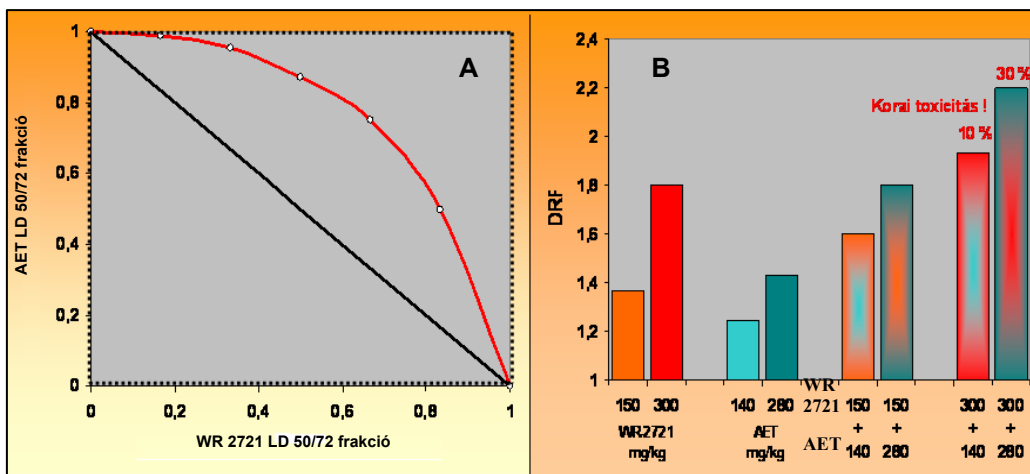 A
1
0,8
0,6
0,4
0,2
0
AET LD 50/72 frakció
0 0,2 0,4 0,6 0,8 1
WR 2721 LD 50/72 frakció
B
2,4
2,2
2
1,8
1,6
1,4
1,2
1
DRF
30 %
Korai toxicitás !
10 %
150 300 140 280 WR 2721 150 150 300 300
WR 2721 mg/kg
AET mg/kg
AET
+ + + +
140 280 140 280